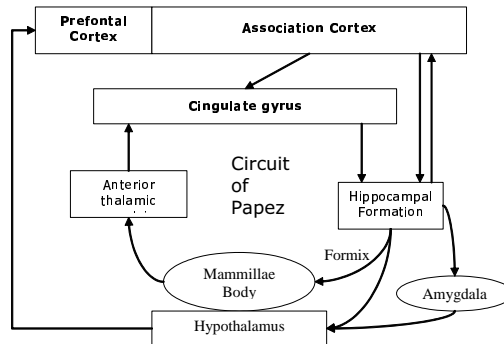 Prefontal
Cortex
Association Cortex
Cingulate gyrus
Circuit
of
Papez
Anterior
thalamic
Hippocampal
Formation
Formix
Mammillae
Body
Amygdala
Hypothalamus